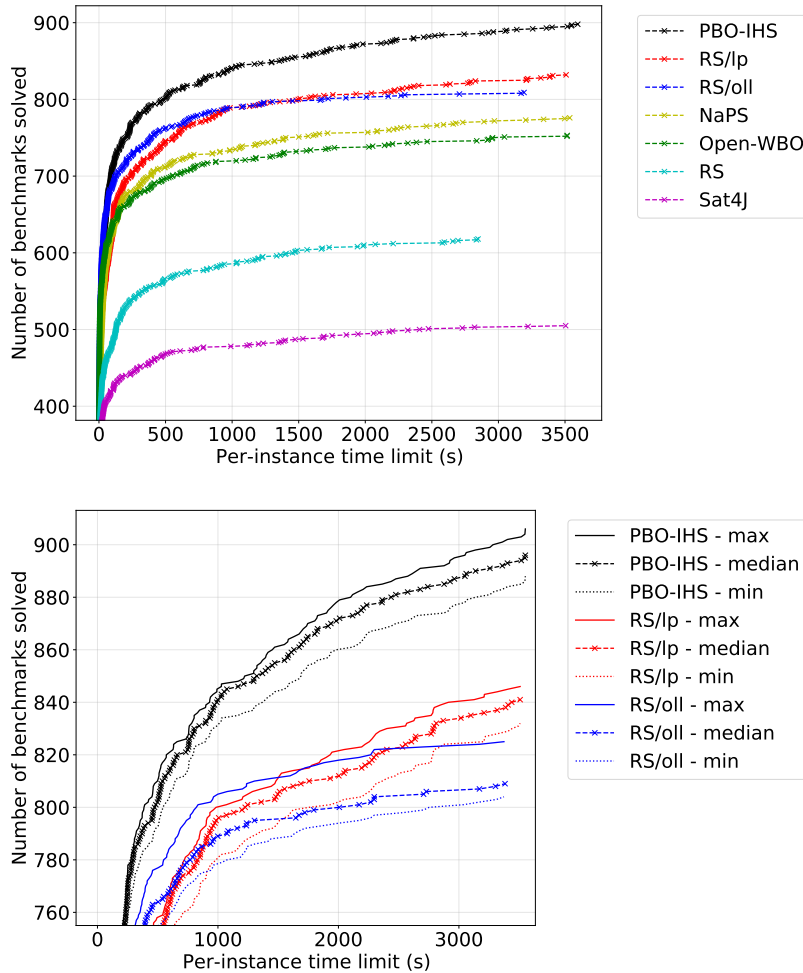 900
800
700
600
500
400
Number of benchmarks solved
0 500 1000 1500 2000 2500 3000 3500
Per-instance time limit (s)
PBO-IHS
RS/lp
RS/oll
NaPS
Open-WBO
RS
Sat4J
900
880
860
840
820
800
780
760
Number of benchmarks solved
0 1000 2000 3000
Per-instance time limit (s)
PBO-IHS - max
PBO-IHS - median
PBO-IHS - min
RS/lp - max
RS/lp - median
RS/lp - min
RS/oll - max
RS/oll - median
RS/oll - min